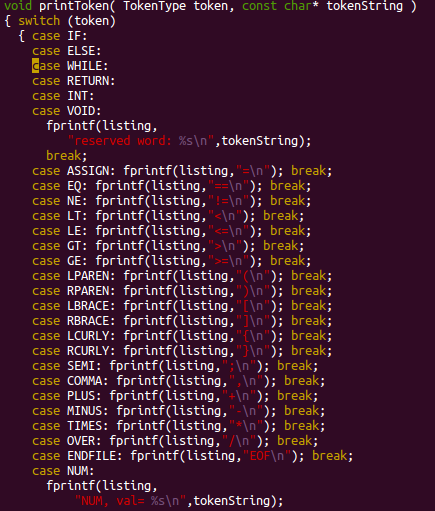 void printToken( TokenType token, const char* tokenString )
{ switch (token)
  { case IF:
    case ELSE:
    case WHILE:
    case RETURN:
    case INT:
    case VOID:
      fprintf(listing,
         "reserved word: %s\n",tokenString);
      break;
    case ASSIGN: fprintf(listing,"=\n"); break;
    case EQ: fprintf(listing,"==\n"); break;
    case NE: fprintf(listing,"!=\n"); break;
    case LT: fprintf(listing,"<\n"); break;
    case LE: fprintf(listing,"<=\n"); break;
    case GT: fprintf(listing,">\n"); break;
    case GE: fprintf(listing,">=\n"); break;
    case LPAREN: fprintf(listing,"(\n"); break;
    case RPAREN: fprintf(listing,")\n"); break;
    case LBRACE: fprintf(listing,"[\n"); break;
    case RBRACE: fprintf(listing,"]\n"); break;
    case LCURLY: fprintf(listing,"{\n"); break;
    case RCURLY: fprintf(listing,"}\n"); break;
    case SEMI: fprintf(listing,";\n"); break;
    case COMMA: fprintf(listing,",\n"); break;
    case PLUS: fprintf(listing,"+\n"); break;
    case MINUS: fprintf(listing,"-\n"); break;
    case TIMES: fprintf(listing,"*\n"); break;
    case OVER: fprintf(listing,"/\n"); break;
    case ENDFILE: fprintf(listing,"EOF\n"); break;
    case NUM:
      fprintf(listing,
          "NUM, val= %s\n",tokenString);